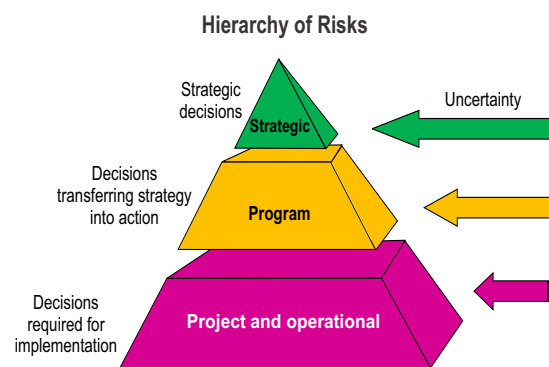 Hierarchy of Risks
Strategic
decisions
Strategic
Uncertainty
Decisions
transferring strategy
into action
Program
Decisions
required for
implementation
Project and operational